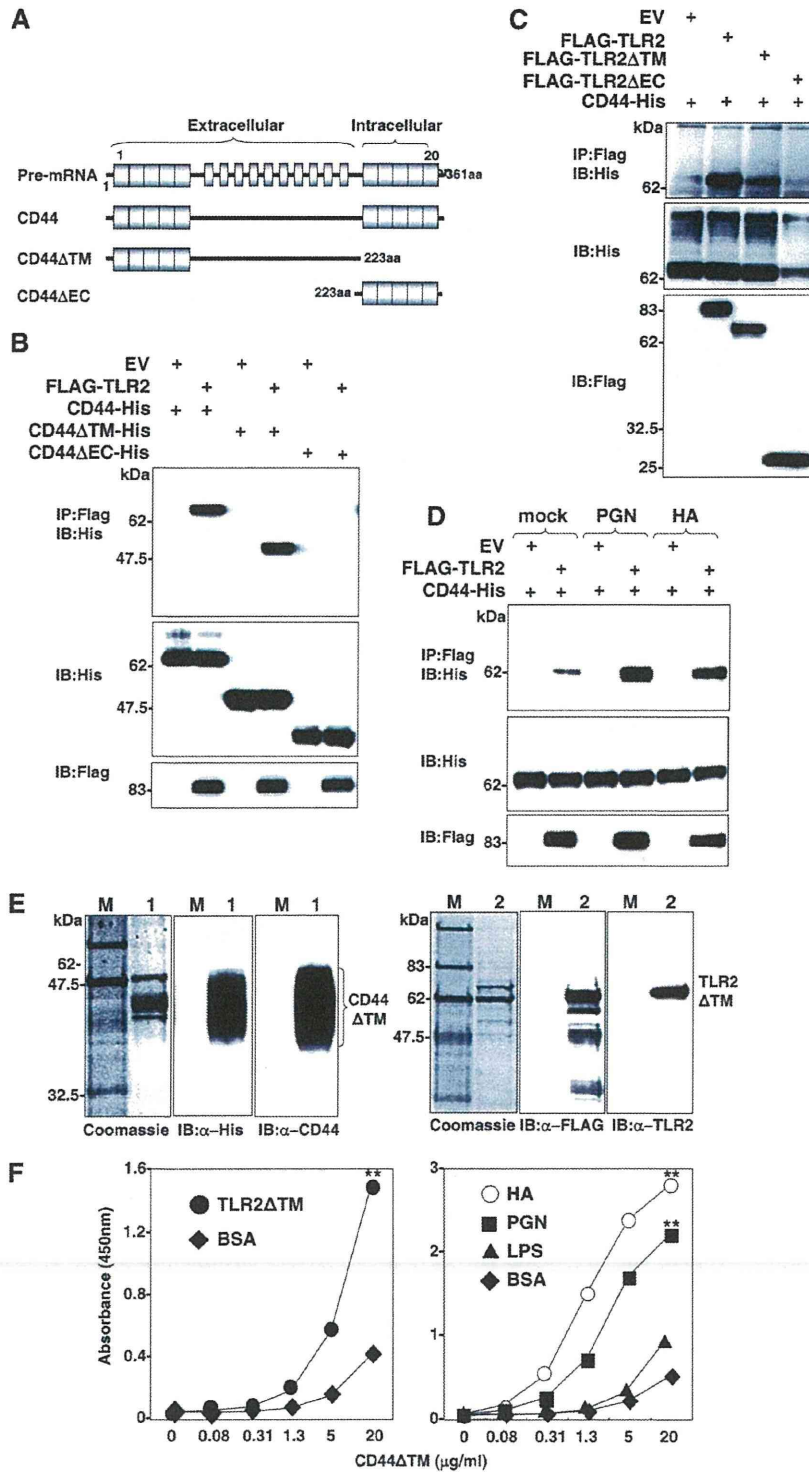 A
Extracellular
Intracellular
1
20
Pre-mRNA
1
361aa
CD44
CD44ΔTM
223aa
CD44ΔEC
223aa
B
EV + + +
FLAG-TLR2 + + +
CD44-His + +
CD44ΔTM-His + +
CD44ΔEC-His + +
kDa
IP:Flag
IB:His
62
47.5
IB:His
62
47.5
IB:Flag
83
C
EV +
FLAG-TLR2 +
FLAG-TLR2ΔTM +
FLAG-TLR2ΔEC +
CD44-His + + + +
kDa
IP:Flag
IB:His
62
IB:His
62
83
62
IB:Flag
32.5
25
D
mock PGN HA
EV + + +
FLAG-TLR2 + + +
CD44-His + + + + + +
kDa
IP:Flag
IB:His
62
IB:His
62
IB:Flag
83
E
M 1 M 1 M 1
kDa
62-
47.5
32.5
CD44
ΔTM
Coomassie IB:α-His IB:α-CD44
M 2 M 2 M 2
kDa
83
62
47.5
TLR2
ΔTM
Coomassie IB:α-FLAG IB:α-TLR2
F
Absorbance (450nm)
1.6
1.2
0.8
0.4
0
TLR2ΔTM
BSA
**
0 0.08 0.31 1.3 5 20
3
2
1
0
HA
PGN
LPS
BSA
**
**
0 0.08 0.31 1.3 5 20
CD44ΔTM (μg/ml)